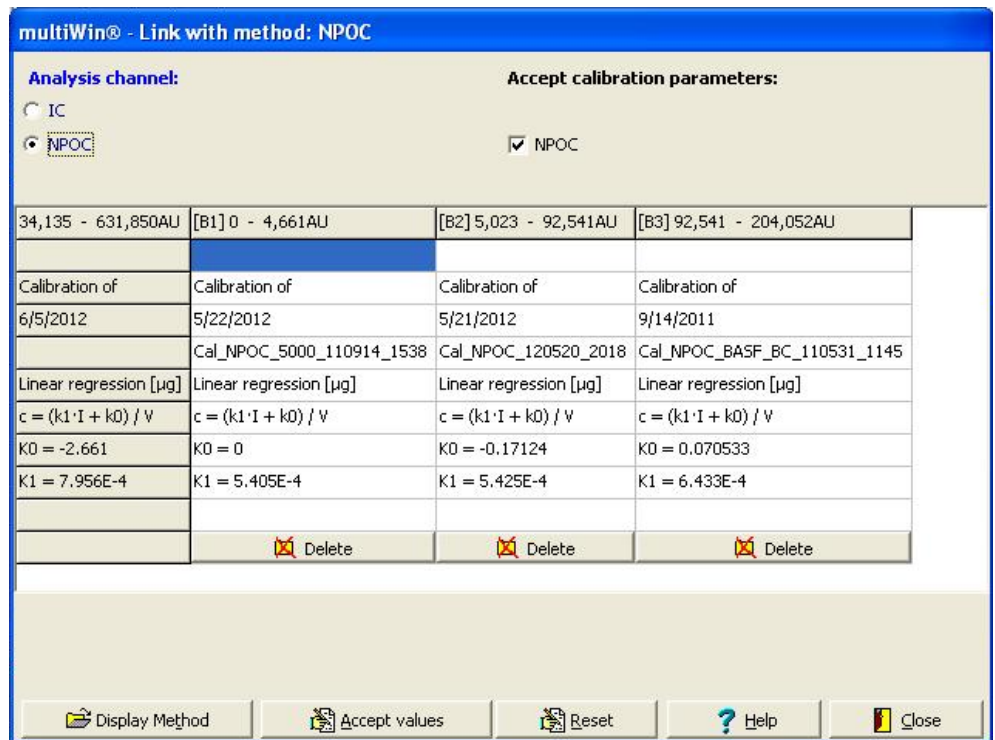 multiWin® - Link with method: NPOC
Analysis channel: Accept calibration parameters:
IC
NPOC NPOC
34,135 - 631,850AU [B1] 0 - 4,661AU [B2] 5,023 - 92,541AU [B3] 92,541 - 204,052AU
Calibration of Calibration of Calibration of Calibration of
6/5/2012 5/22/2012 5/21/2012 9/14/2011
Cal_NPOC_5000_110914_1538 Cal_NPOC_120520_2018 Cal_NPOC_BASF_BC_110531_1145
Linear regression [µg] Linear regression [µg] Linear regression [µg] Linear regression [µg]
c = (k1·I + k0) / V c = (k1·I + k0) / V c = (k1·I + k0) / V c = (k1·I + k0) / V
K0 = -2.661 K0 = 0 K0 = -0.17124 K0 = 0.070533
K1 = 7.956E-4 K1 = 5.405E-4 K1 = 5.425E-4 K1 = 6.433E-4
Delete Delete Delete
Display Method Accept values Reset Help Close